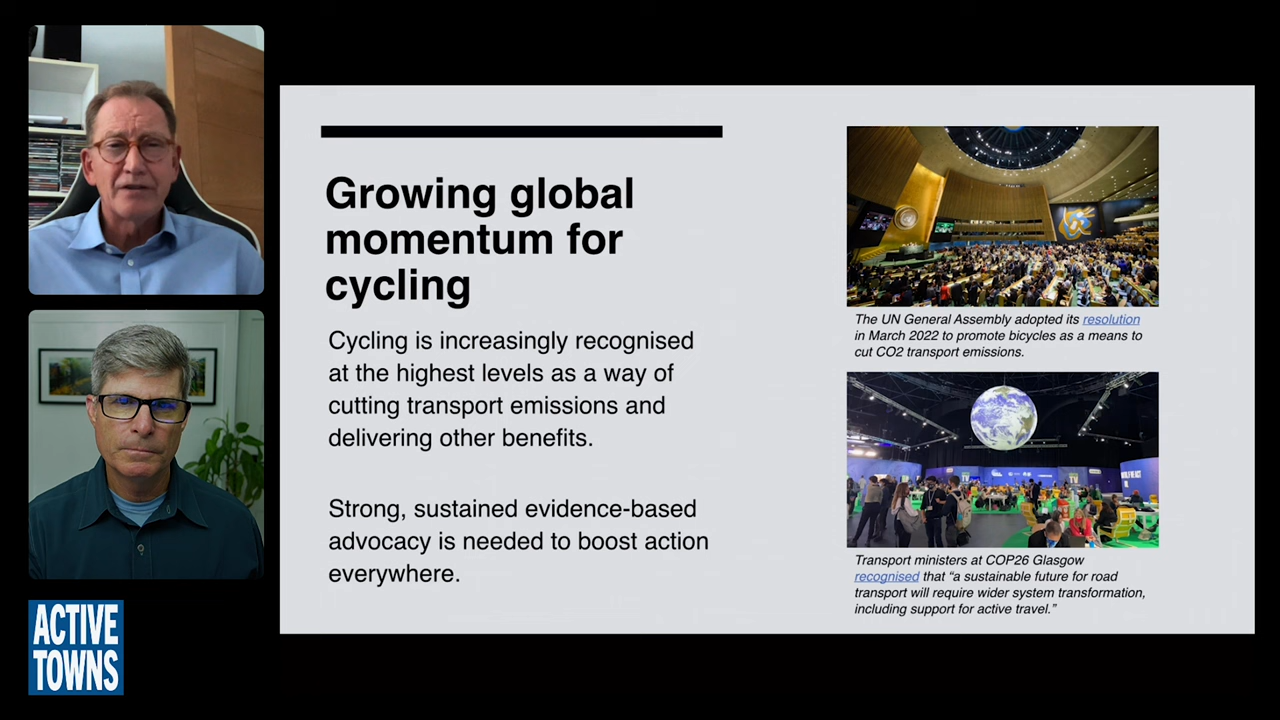 Growing global
momentum for
cycling
Cycling is increasingly recognised
at the highest levels as a way of
cutting transport emissions and
delivering other benefits.
Strong, sustained evidence-based
advocacy is needed to boost action
everywhere.
The UN General Assembly adopted its resolution
in March 2022 to promote bicycles as a means to
cut CO2 transport emissions.
Transport ministers at COP26 Glasgow
recognised that “a sustainable future for road
transport will require wider system transformation,
including support for active travel.”
ACTIVE
TOWNS